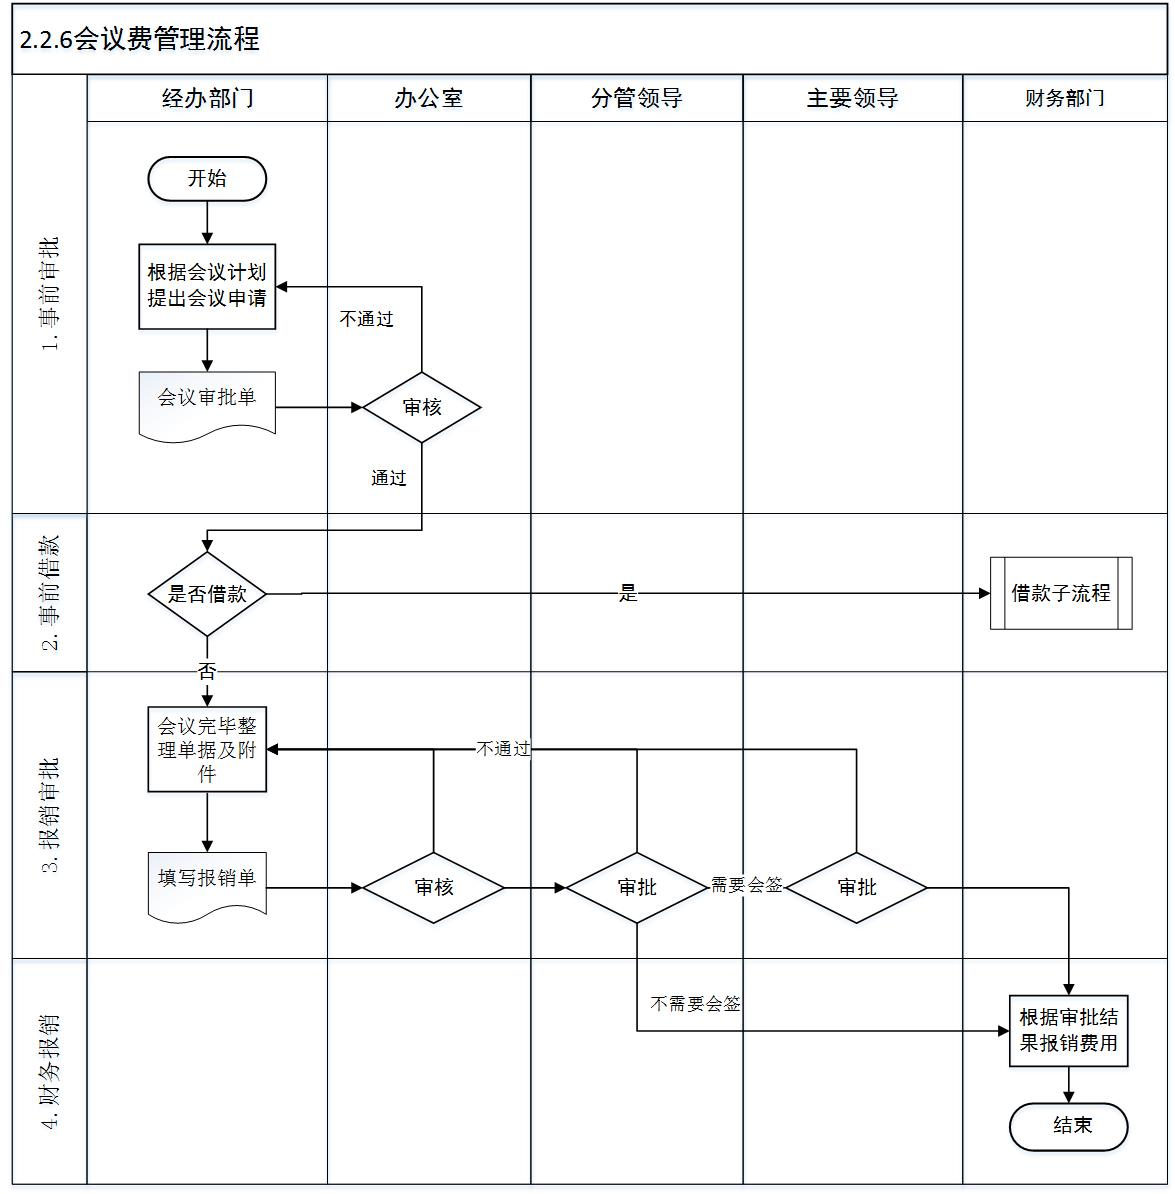 2.2.6会议费管理流程
经办部门
办公室
分管领导
主要领导
财务部门
1. 事前审批
开始
根据会议计划
提出会议申请
不通过
会议审批单
审核
通过
2. 事前借款
是否借款
是
借款子流程
否
3. 报销审批
会议完毕整
理单据及附
件
不通过
填写报销单
审核
审批
需要会签
审批
4. 财务报销
不需要会签
根据审批结
果报销费用
结束